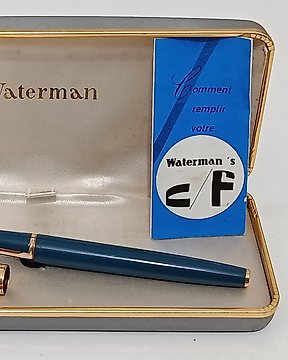 Waterman
Comment
remplir
votre...
Waterman's
c/f